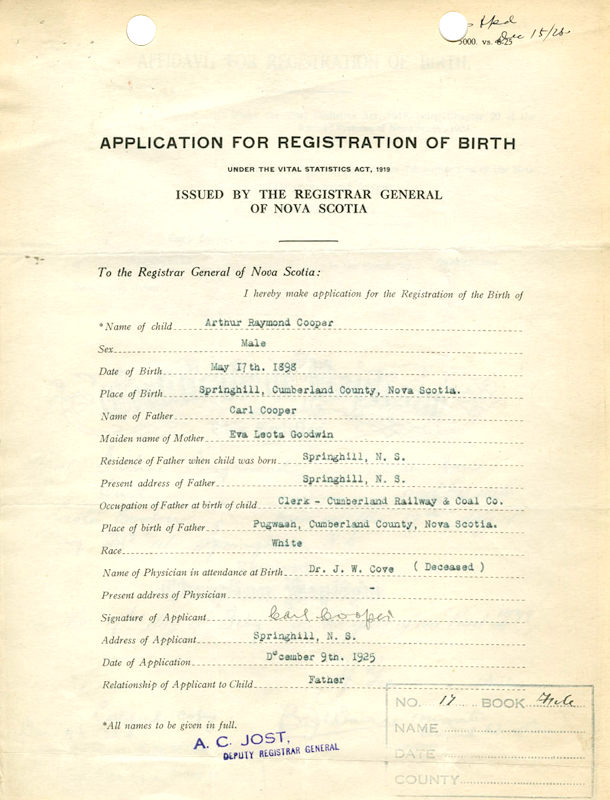 Dec 15/26
5000. vs. 8-25
APPLICATION FOR REGISTRATION OF BIRTH
UNDER THE VITAL STATISTICS ACT, 1919
ISSUED BY THE REGISTRAR GENERAL
OF NOVA SCOTIA
To the Registrar General of Nova Scotia:
I hereby make application for the Registration of the Birth of
*Name of child Arthur Raymond Cooper
Sex Male
Date of Birth May 17th. 1898
Place of Birth Springhill, Cumberland County, Nova Scotia.
Name of Father Carl Cooper
Maiden name of Mother Eva Leota Goodwin
Residence of Father when child was born Springhill, N. S.
Present address of Father Springhill, N. S.
Occupation of Father at birth of child Clerk - Cumberland Railway & Coal Co.
Place of birth of Father Pugwash, Cumberland County, Nova Scotia.
Race White
Name of Physician in attendance at Birth Dr. J. W. Cove ( Deceased )
Present address of Physician -
Signature of Applicant Carl Cooper
Address of Applicant Springhill, N. S.
Date of Application December 9th. 1925
Relationship of Applicant to Child Father
*All names to be given in full.
A. C. JOST,
DEPUTY REGISTRAR GENERAL
NO. 17 BOOK File
NAME
DATE
COUNTY